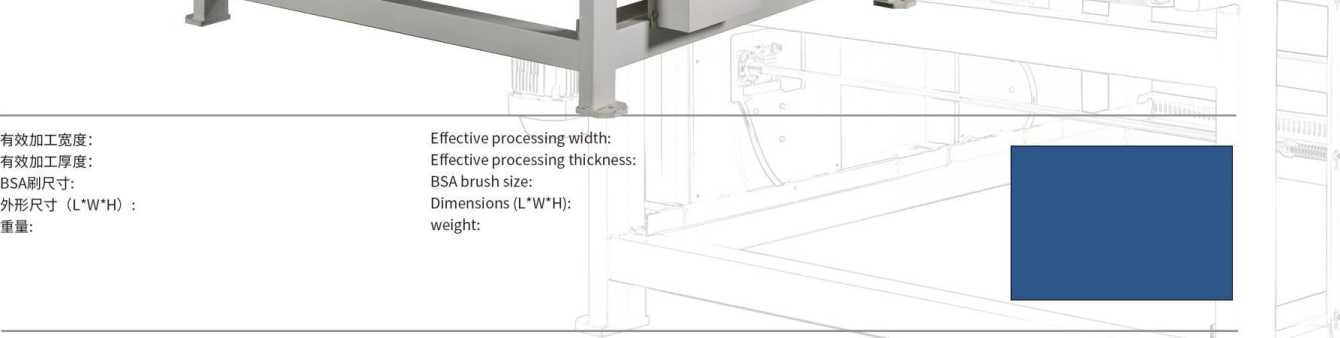 有效加工宽度:
有效加工厚度:
BSA刷尺寸:
外形尺寸（L*W*H）:
重量:
Effective processing width:
Effective processing thickness:
BSA brush size:
Dimensions (L*W*H):
weight: